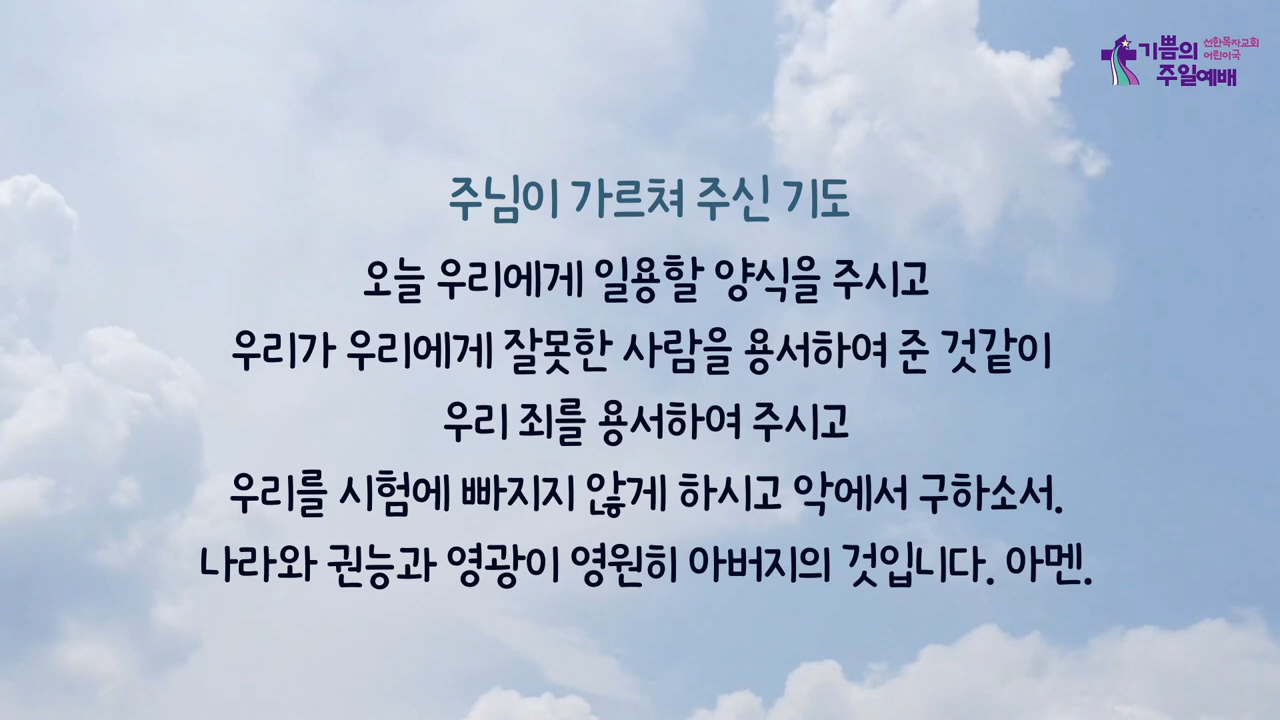 기쁨의 선한목자교회
어린이국
주일예배
주님이 가르쳐 주신 기도
오늘 우리에게 일용할 양식을 주시고
우리가 우리에게 잘못한 사람을 용서하여 준 것같이
우리 죄를 용서하여 주시고
우리를 시험에 빠지지 않게 하시고 악에서 구하소서.
나라와 권능과 영광이 영원히 아버지의 것입니다. 아멘.